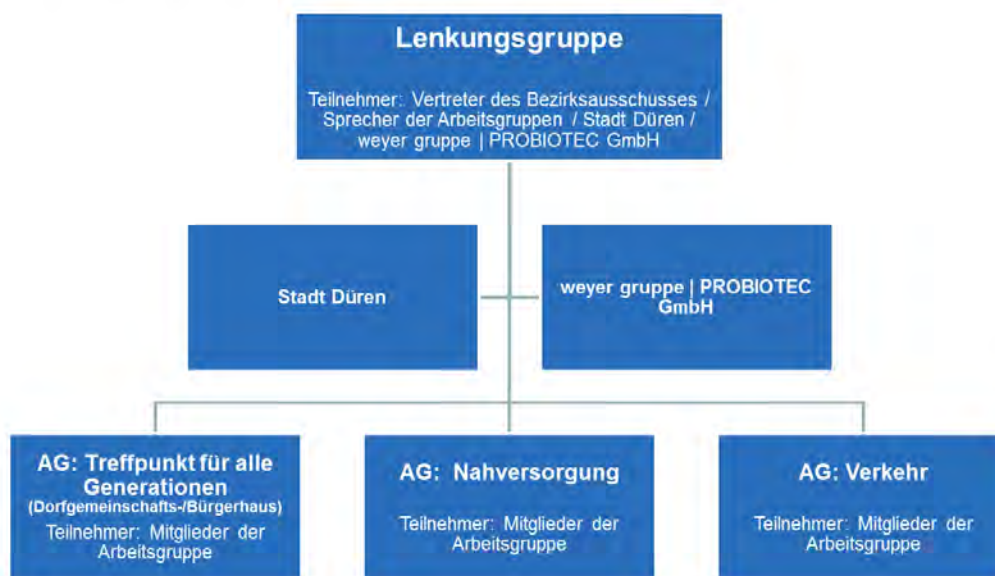 Lenkungsgruppe
Teilnehmer: Vertreter des Bezirksausschusses /
Sprecher der Arbeitsgruppen / Stadt Düren /
weyer gruppe | PROBIOTEC GmbH
Stadt Düren
weyer gruppe | PROBIOTEC
GmbH
AG: Treffpunkt für alle
Generationen
(Dorfgemeinschafts-/Bürgerhaus)
Teilnehmer: Mitglieder der
Arbeitsgruppe
AG: Nahversorgung
Teilnehmer: Mitglieder der
Arbeitsgruppe
AG: Verkehr
Teilnehmer: Mitglieder der
Arbeitsgruppe